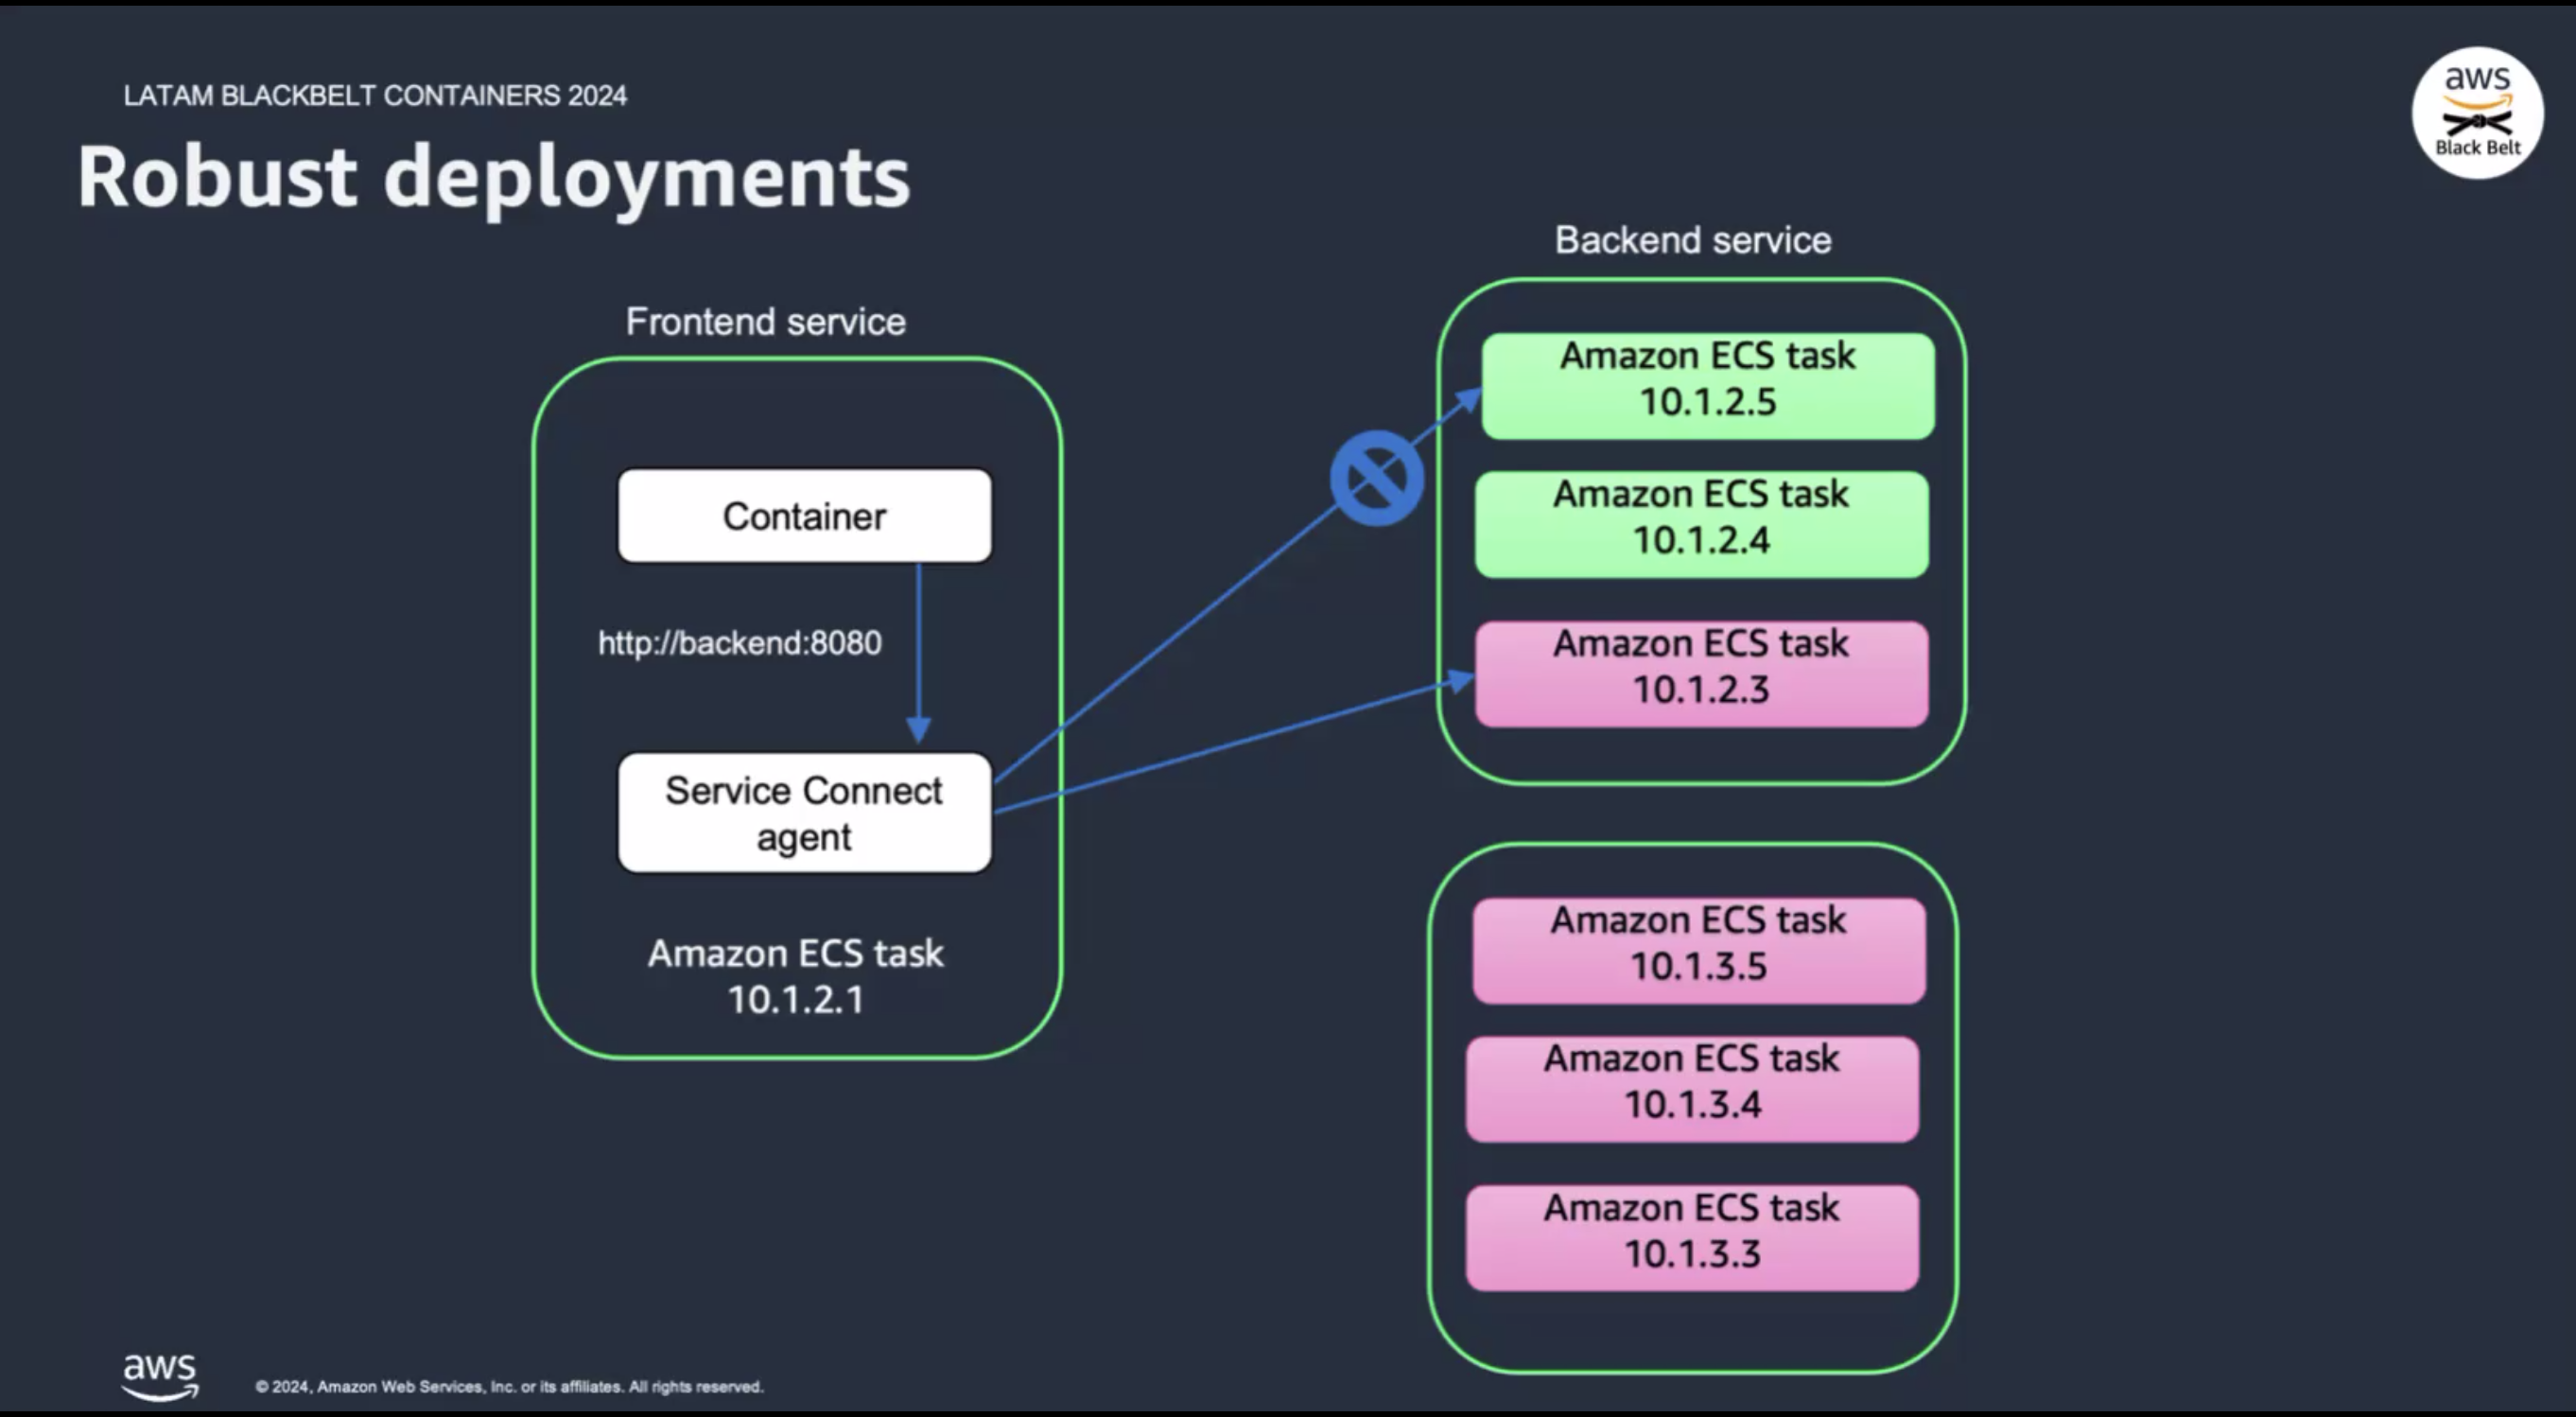 LATAM BLACKBELT CONTAINERS 2024
Robust deployments
aws
Black Belt
Frontend service
Container
http://backend:8080
Service Connect
agent
Amazon ECS task
10.1.2.1
Backend service
Amazon ECS task
10.1.2.5
Amazon ECS task
10.1.2.4
Amazon ECS task
10.1.2.3
Amazon ECS task
10.1.3.5
Amazon ECS task
10.1.3.4
Amazon ECS task
10.1.3.3
aws
© 2024, Amazon Web Services, Inc. or its affiliates. All rights reserved.